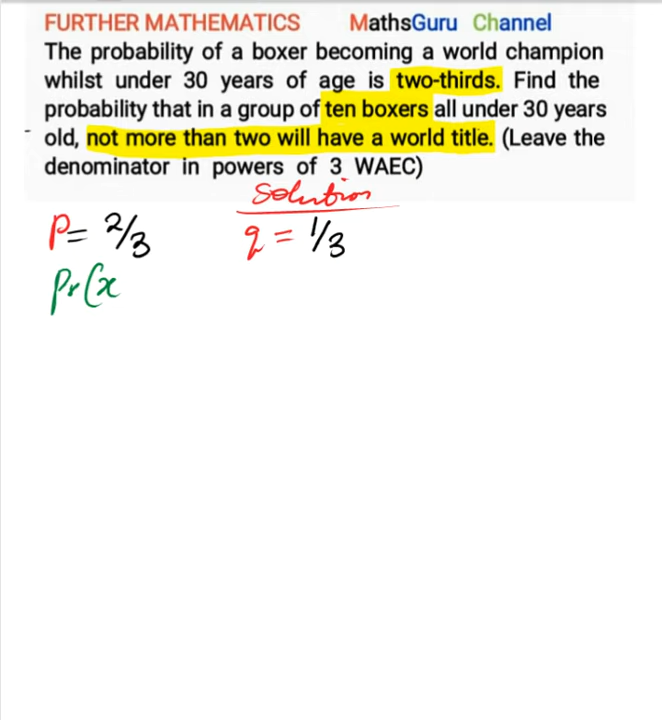 FURTHER MATHEMATICS MathsGuru Channel
The probability of a boxer becoming a world champion
whilst under 30 years of age is two-thirds. Find the
probability that in a group of ten boxers all under 30 years
old, not more than two will have a world title. (Leave the
denominator in powers of 3 WAEC)
Solution
P = 2/3 q = 1/3
Pr(x